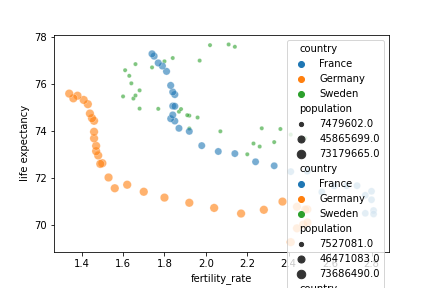 78
76
74
72
70
life expectancy
1.4
1.6
1.8
2.0
2.2
2.4
fertility_rate
country
France
Germany
Sweden
population
7479602.0
45865699.0
73179665.0
country
France
Germany
Sweden
population
7527081.0
46471083.0
73686490.0